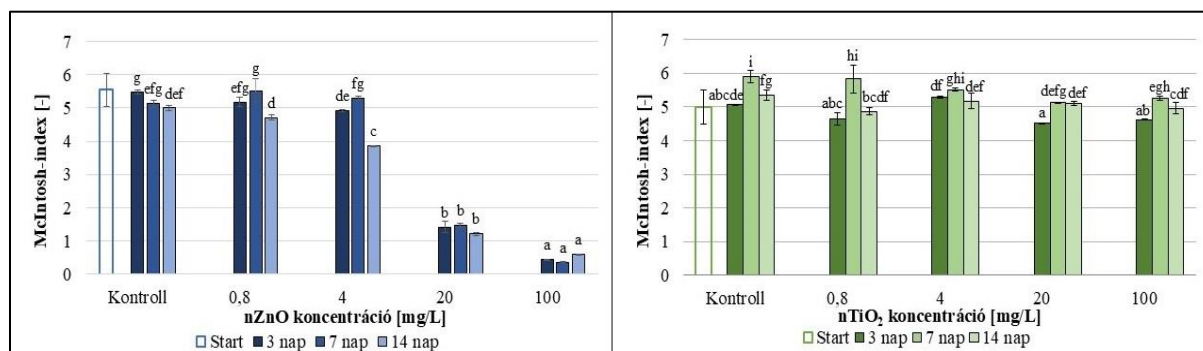 McIntosh-index [-]
7
6
5
4
3
2
1
0
g efg def
efg g d
de fg c
b b b
a a a
Kontroll 0,8 4 20 100
nZnO koncentráció [mg/L]
Start 3 nap 7 nap 14 nap
McIntosh-index [-]
7
6
5
4
3
2
1
0
abcde i fg
abc hi bcdf
df ghi def
a defg df
ab egh cdf
Kontroll 0,8 4 20 100
nTiO₂ koncentráció [mg/L]
Start 3 nap 7 nap 14 nap